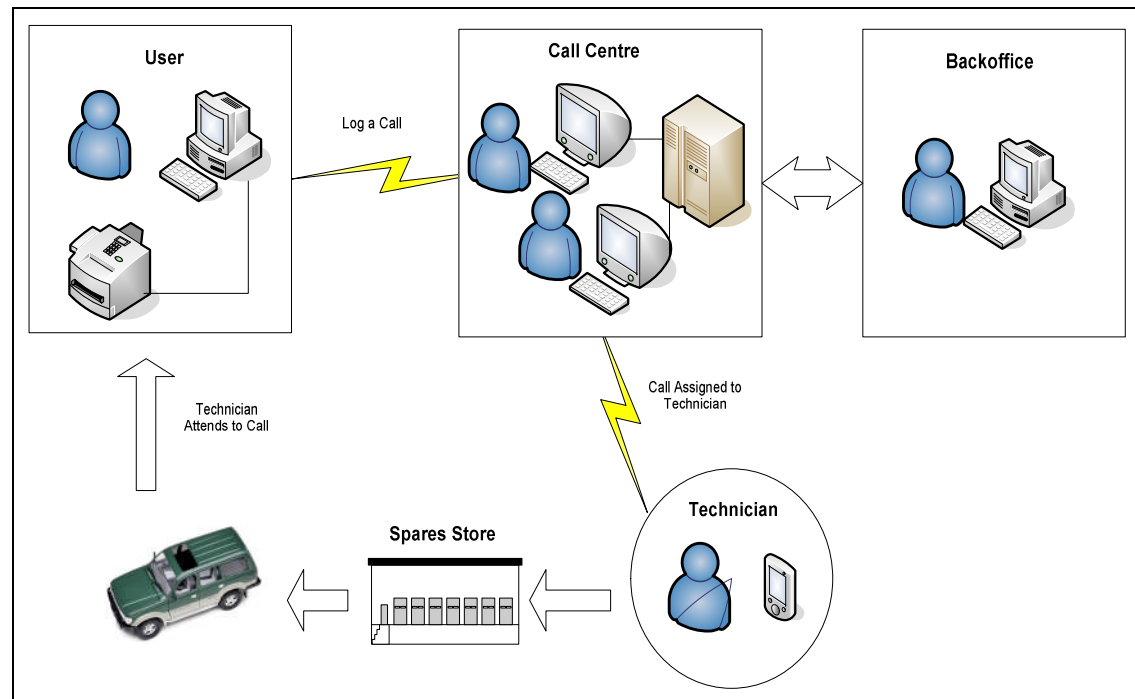 User
Call Centre
Backoffice
Log a Call
Call Assigned to
Technician
Technician
Attends to Call
Technician
Spares Store